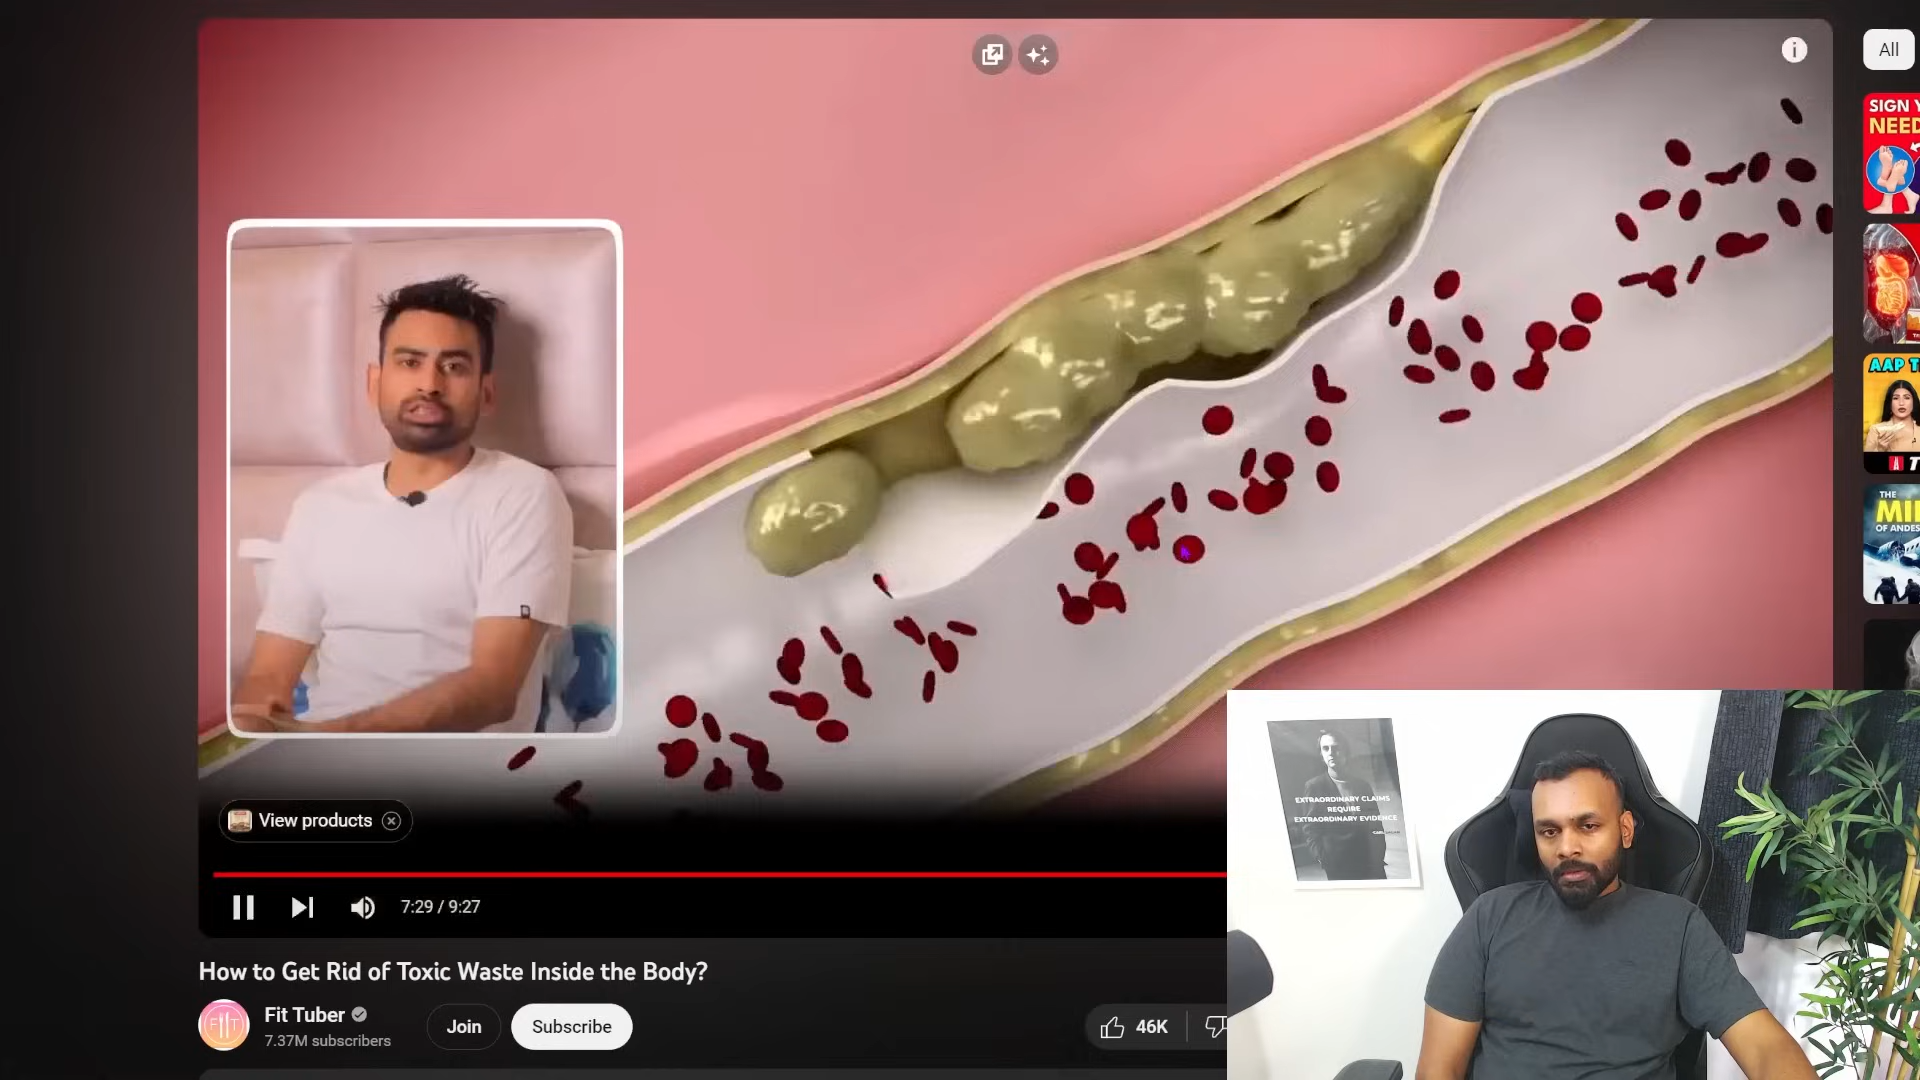 All
SIGN Y
NEED
AAP T
THE
MI
OF ANDES
EXTRAORDINARY CLAIMS
REQUIRE
EXTRAORDINARY EVIDENCE
View products
7:29 / 9:27
How to Get Rid of Toxic Waste Inside the Body?
Fit Tuber
7.37M subscribers
Join
Subscribe
46K